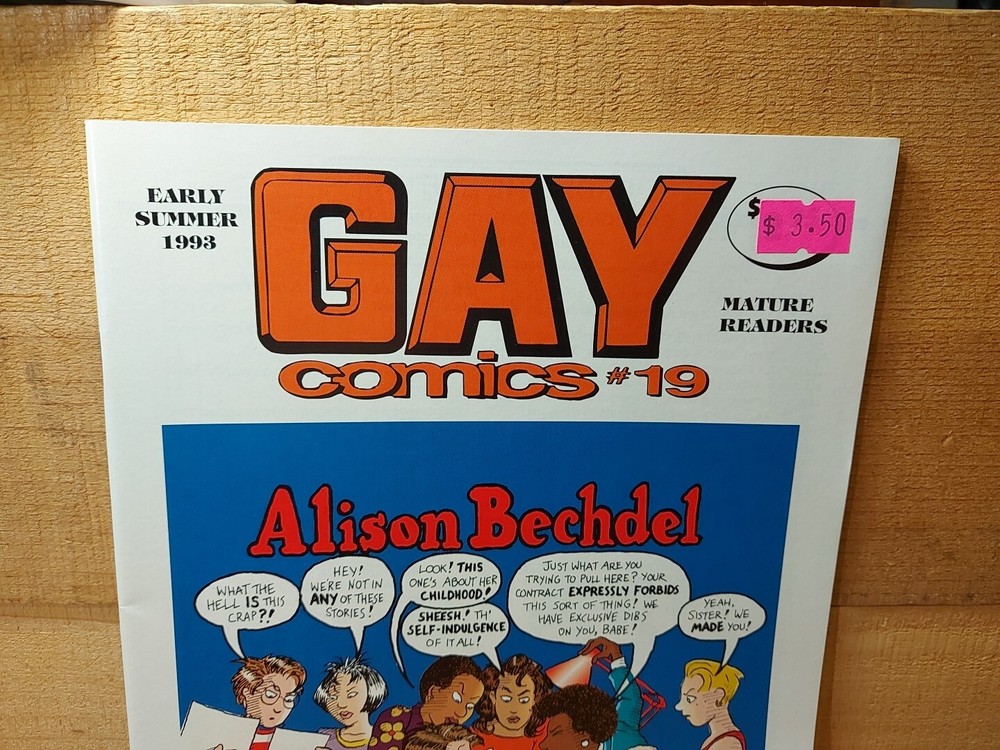 EARLY
SUMMER
1993
GAY
comics #19
$
$ 3.50
MATURE
READERS
Alison Bechdel
WHAT THE
HELL IS THIS
CRAP?!
HEY!
WE'RE NOT IN
ANY OF THESE
STORIES!
LOOK! THIS
ONE'S ABOUT HER
CHILDHOOD!
SHEESH! TH'
SELF-INDULGENCE
OF IT ALL!
JUST WHAT ARE YOU
TRYING TO PULL HERE? YOUR
CONTRACT EXPRESSLY FORBIDS
THIS SORT OF THING! WE
HAVE EXCLUSIVE DIBS
ON YOU, BABE!
YEAH,
SISTER! WE
MADE YOU!